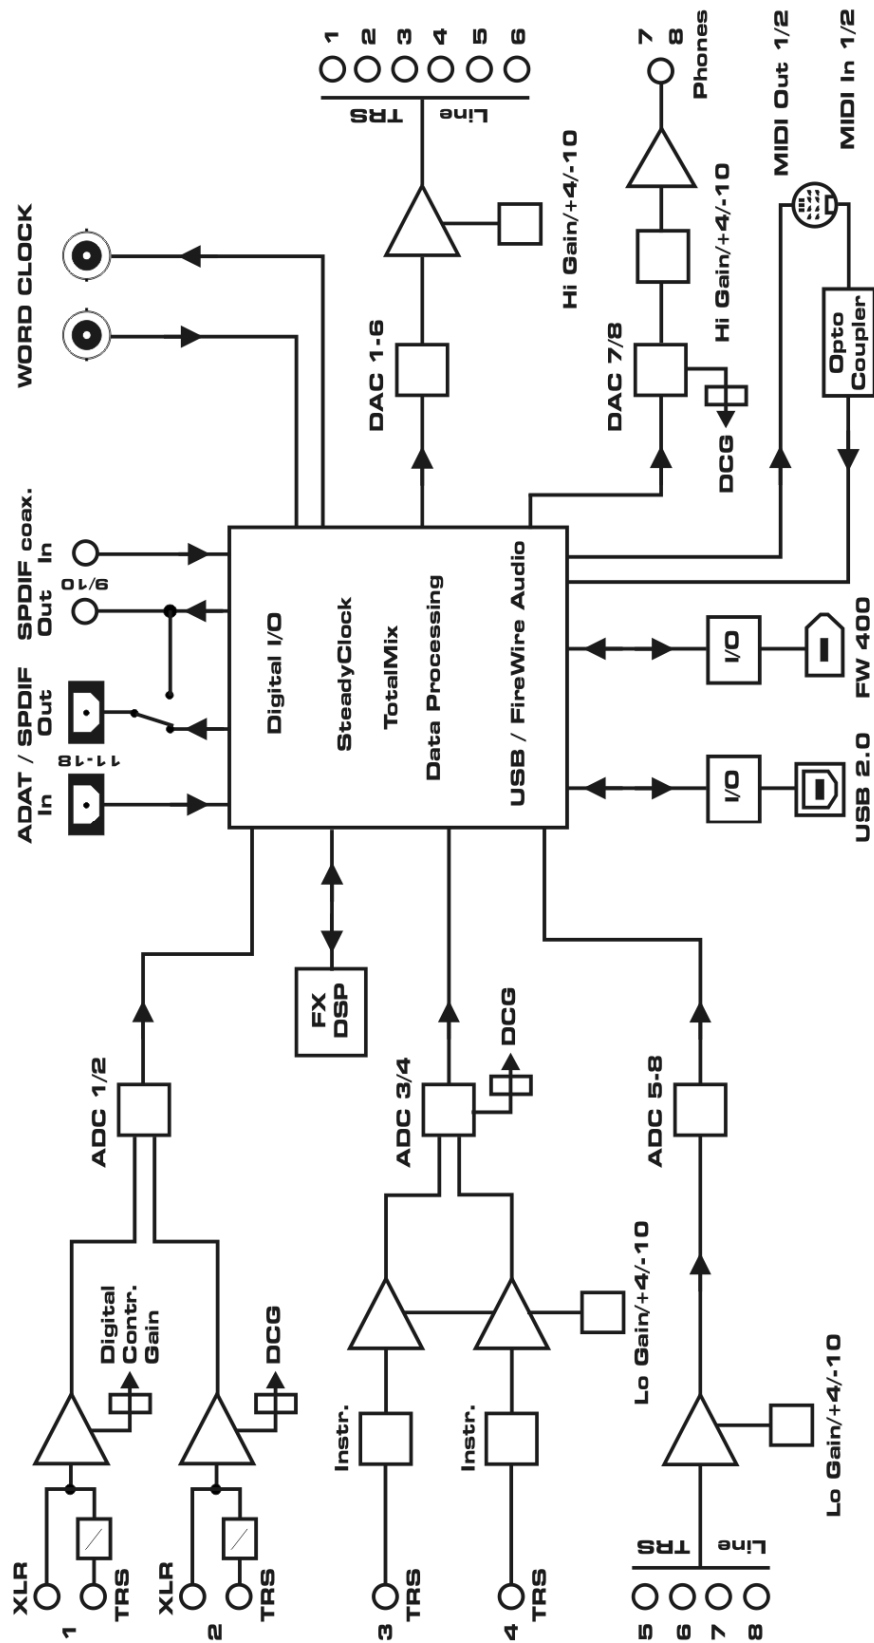 XLR
1
TRS
XLR
2
TRS
Digital
Contr.
Gain
DCG
ADC 1/2
3
TRS
Instr.
4
TRS
Instr.
Lo Gain/+4/-10
ADC 3/4
DCG
5
6
7
8
TRS
Line
Lo Gain/+4/-10
ADC 5-8
FX
DSP
ADAT / SPDIF
In
Out
11-18
SPDIF coax.
Out
In
9/10
WORD CLOCK
Digital I/O
SteadyClock
TotalMix
Data Processing
USB / FireWire Audio
DAC 1-6
Hi Gain/+4/-10
TRS
Line
1
2
3
4
5
6
DAC 7/8
DCG
Hi Gain/+4/-10
7
8
Phones
MIDI Out 1/2
MIDI In 1/2
Opto
Coupler
I/O
USB 2.0
I/O
FW 400